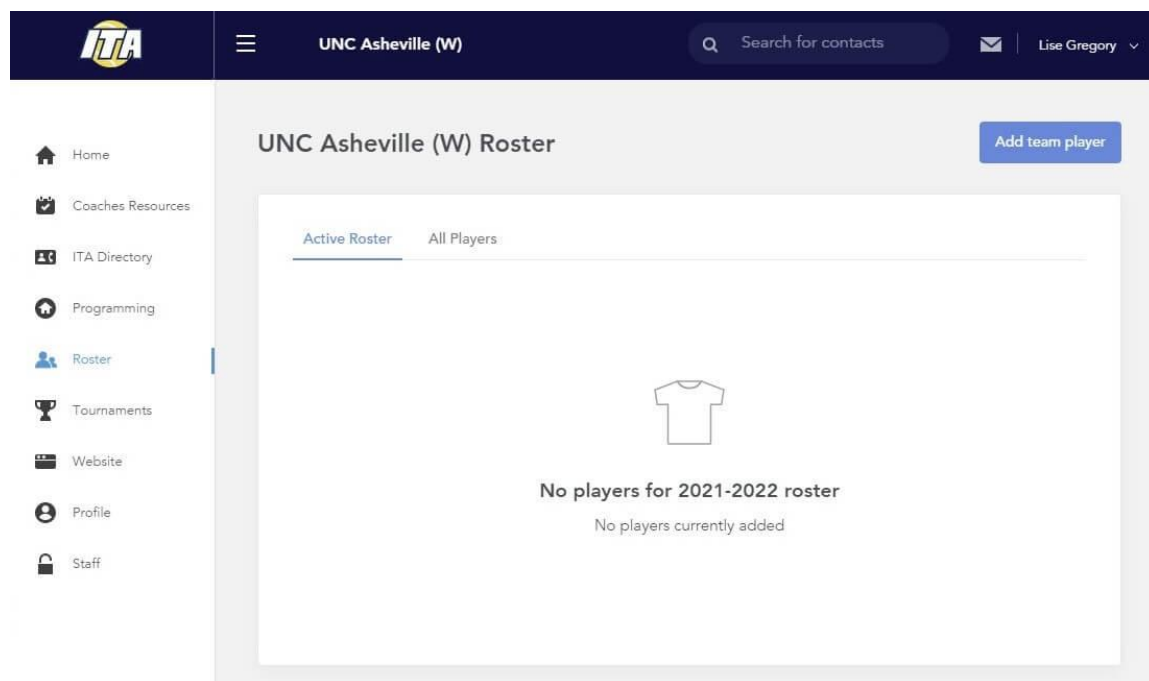 ITA
UNC Asheville (W)
Search for contacts
Lise Gregory
Home
Coaches Resources
ITA Directory
Programming
Roster
Tournaments
Website
Profile
Staff
UNC Asheville (W) Roster
Add team player
Active Roster
All Players
No players for 2021-2022 roster
No players currently added